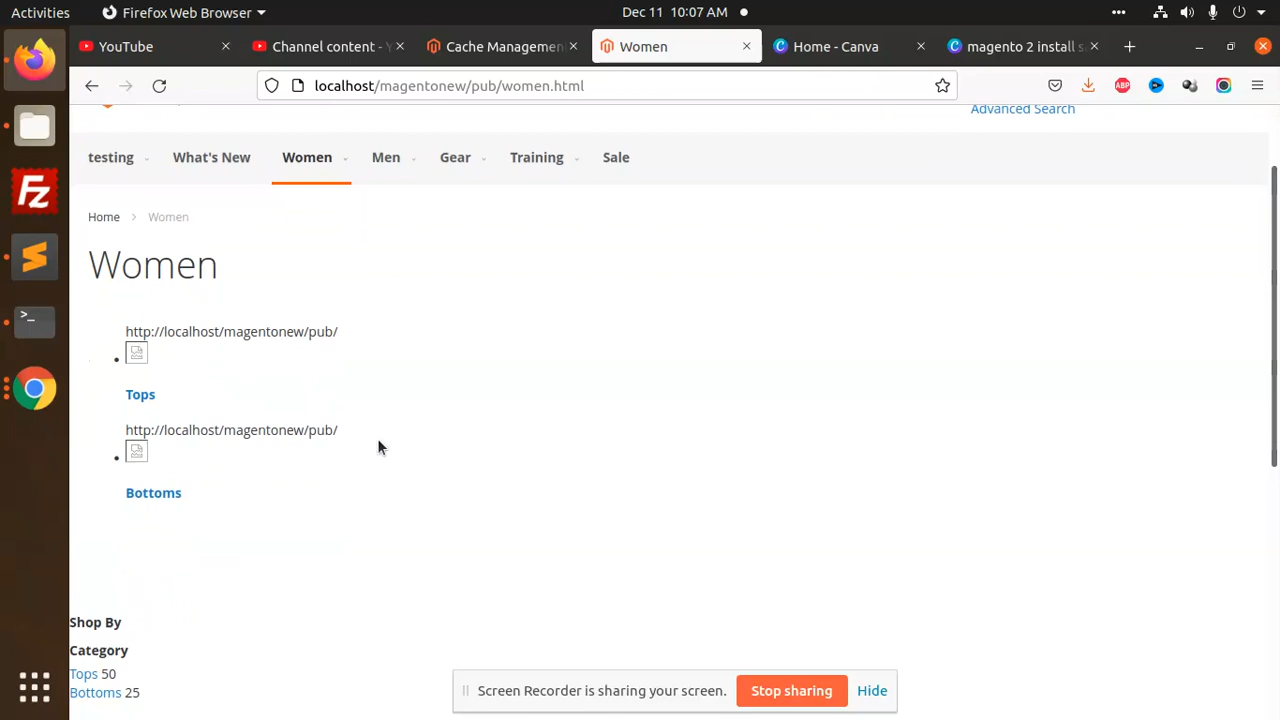 Activities
Firefox Web Browser
Dec 11 10:07 AM
YouTube
Channel content - Y
Cache Management
Women
Home - Canva
magento 2 install s
localhost/magentonew/pub/women.html
Advanced Search
testing
What's New
Women
Men
Gear
Training
Sale
Home
Women
Women
http://localhost/magentonew/pub/
Tops
http://localhost/magentonew/pub/
Bottoms
Shop By
Category
Tops 50
Bottoms 25
Screen Recorder is sharing your screen.
Stop sharing
Hide
Fz
ABP